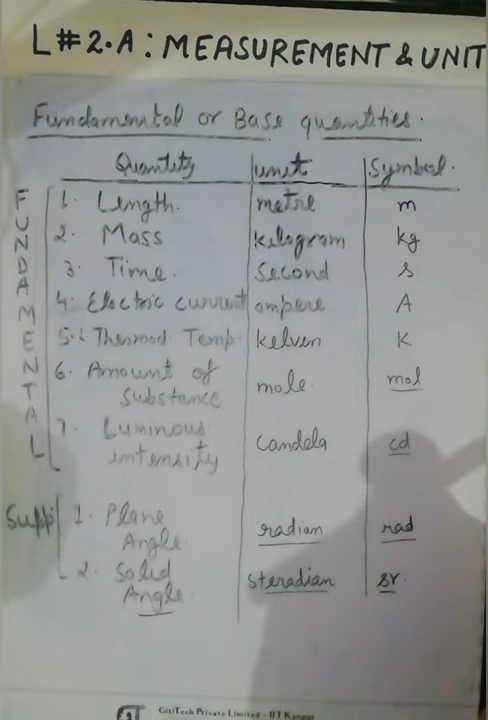 L#2.A: MEASUREMENT & UNIT
Fundamental or Base quantities.
Quantity unit Symbol.
FUNDAMENTAL
1. Length. metre m
2. Mass kilogram kg
3. Time. Second s
4. Electric current ampere A
5. Thermod. Temp. kelven K
6. Amount of
Substance mole. mol
7. Luminous
intensity candela cd
Supp
1. Plane
Angle. radian rad
2. Solid
Angle. steradian sr.
GitiTech Private Limited - IIT Kanpur